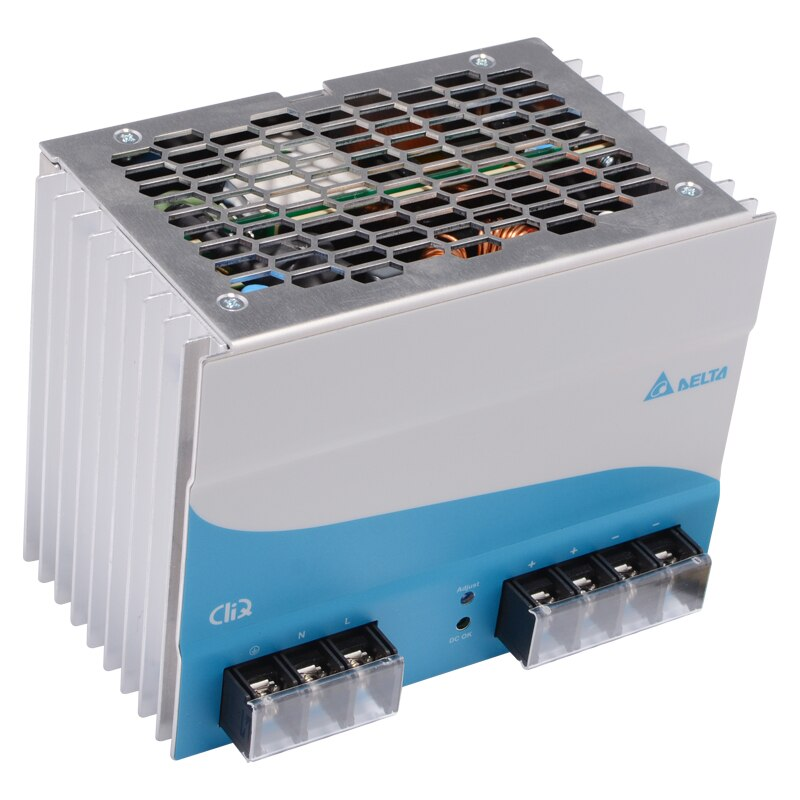 DELTA
+ + − −
Adjust
DC OK
CliQ
⏚ N L